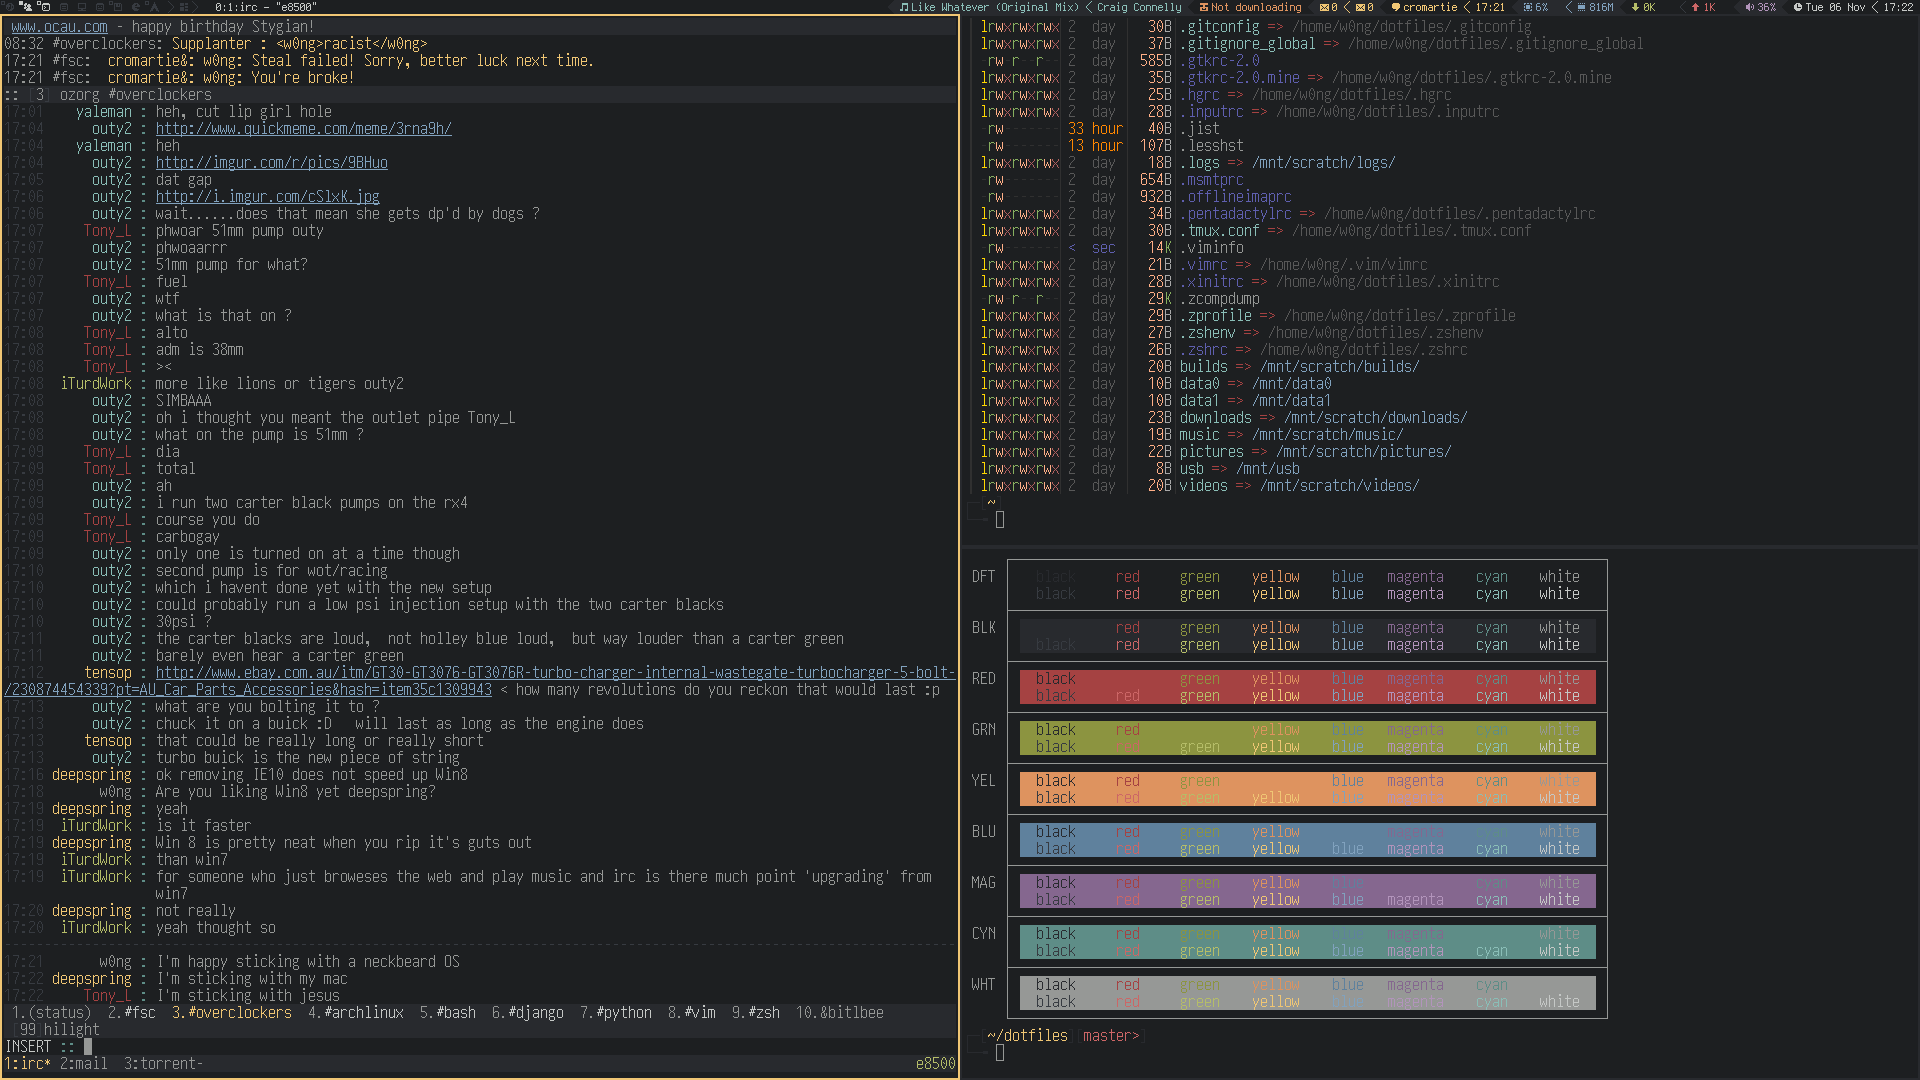 0:1:irc - "e8500"
Like Whatever (Original Mix) < Craig Connelly
Not downloading
0 < 0
cromartie < 17:21
6% < 816M
0K
1K
36%
Tue 06 Nov < 17:22
www.ocau.com - happy birthday Stygian!
08:32 #overclockers: Supplanter : <w0ng>racist</w0ng>
17:21 #fsc:  cromartie&: w0ng: Steal failed! Sorry, better luck next time.
17:21 #fsc:  cromartie&: w0ng: You're broke!
:: [3] ozorg #overclockers
17:01 yaleman : heh, cut lip girl hole
17:04 outy2 : http://www.quickmeme.com/meme/3rna9h/
17:04 yaleman : heh
17:04 outy2 : http://imgur.com/r/pics/9BHuo
17:05 outy2 : dat gap
17:06 outy2 : http://i.imgur.com/cSlxK.jpg
17:06 outy2 : wait......does that mean she gets dp'd by dogs ?
17:07 Tony_L : phwoar 51mm pump outy
17:07 outy2 : phwoaarrr
17:07 outy2 : 51mm pump for what?
17:07 Tony_L : fuel
17:07 outy2 : wtf
17:07 outy2 : what is that on ?
17:08 Tony_L : alto
17:08 Tony_L : adm is 38mm
17:08 Tony_L : ><
17:08 iTurdWork : more like lions or tigers outy2
17:08 outy2 : SIMBAAA
17:08 outy2 : oh i thought you meant the outlet pipe Tony_L
17:08 outy2 : what on the pump is 51mm ?
17:09 Tony_L : dia
17:09 Tony_L : total
17:09 outy2 : ah
17:09 outy2 : i run two carter black pumps on the rx4
17:09 Tony_L : course you do
17:09 Tony_L : carbogay
17:09 outy2 : only one is turned on at a time though
17:10 outy2 : second pump is for wot/racing
17:10 outy2 : which i havent done yet with the new setup
17:10 outy2 : could probably run a low psi injection setup with the two carter blacks
17:10 outy2 : 30psi ?
17:11 outy2 : the carter blacks are loud,  not holley blue loud,  but way louder than a carter green
17:11 outy2 : barely even hear a carter green
17:12 tensop : http://www.ebay.com.au/itm/GT30-GT3076-GT3076R-turbo-charger-internal-wastegate-turbocharger-5-bolt-
/230874454339?pt=AU_Car_Parts_Accessories&hash=item35c1309943 < how many revolutions do you reckon that would last :p
17:13 outy2 : what are you bolting it to ?
17:13 outy2 : chuck it on a buick :D   will last as long as the engine does
17:13 tensop : that could be really long or really short
17:13 outy2 : turbo buick is the new piece of string
17:16 deepspring : ok removing IE10 does not speed up Win8
17:18 w0ng : Are you liking Win8 yet deepspring?
17:19 deepspring : yeah
17:19 iTurdWork : is it faster
17:19 deepspring : Win 8 is pretty neat when you rip it's guts out
17:19 iTurdWork : than win7
17:19 iTurdWork : for someone who just broweses the web and play music and irc is there much point 'upgrading' from
win7
17:20 deepspring : not really
17:20 iTurdWork : yeah thought so
17:21 w0ng : I'm happy sticking with a neckbeard OS
17:22 deepspring : I'm sticking with my mac
17:22 Tony_L : I'm sticking with jesus
1.(status)  2.#fsc  3.#overclockers  4.#archlinux  5.#bash  6.#django  7.#python  8.#vim  9.#zsh  10.&bitlbee
[99]hilight
INSERT ::
1:irc* 2:mail  3:torrent-
e8500
lrwxrwxrwx 2 day 30B .gitconfig => /home/w0ng/dotfiles/.gitconfig
lrwxrwxrwx 2 day 37B .gitignore_global => /home/w0ng/dotfiles/.gitignore_global
-rw-r--r-- 2 day 585B .gtkrc-2.0
lrwxrwxrwx 2 day 35B .gtkrc-2.0.mine => /home/w0ng/dotfiles/.gtkrc-2.0.mine
lrwxrwxrwx 2 day 25B .hgrc => /home/w0ng/dotfiles/.hgrc
lrwxrwxrwx 2 day 28B .inputrc => /home/w0ng/dotfiles/.inputrc
-rw------- 33 hour 40B .jist
-rw------- 13 hour 107B .lesshst
lrwxrwxrwx 2 day 18B .logs => /mnt/scratch/logs/
-rw------- 2 day 654B .msmtprc
-rw------- 2 day 932B .offlineimaprc
lrwxrwxrwx 2 day 34B .pentadactylrc => /home/w0ng/dotfiles/.pentadactylrc
lrwxrwxrwx 2 day 30B .tmux.conf => /home/w0ng/dotfiles/.tmux.conf
-rw------- < sec 14K .viminfo
lrwxrwxrwx 2 day 21B .vimrc => /home/w0ng/.vim/vimrc
lrwxrwxrwx 2 day 28B .xinitrc => /home/w0ng/dotfiles/.xinitrc
-rw-r--r-- 2 day 29K .zcompdump
lrwxrwxrwx 2 day 29B .zprofile => /home/w0ng/dotfiles/.zprofile
lrwxrwxrwx 2 day 27B .zshenv => /home/w0ng/dotfiles/.zshenv
lrwxrwxrwx 2 day 26B .zshrc => /home/w0ng/dotfiles/.zshrc
lrwxrwxrwx 2 day 20B builds => /mnt/scratch/builds/
lrwxrwxrwx 2 day 10B data0 => /mnt/data0
lrwxrwxrwx 2 day 10B data1 => /mnt/data1
lrwxrwxrwx 2 day 23B downloads => /mnt/scratch/downloads/
lrwxrwxrwx 2 day 19B music => /mnt/scratch/music/
lrwxrwxrwx 2 day 22B pictures => /mnt/scratch/pictures/
lrwxrwxrwx 2 day 8B usb => /mnt/usb
lrwxrwxrwx 2 day 20B videos => /mnt/scratch/videos/
~
DFT black red green yellow blue magenta cyan white
black red green yellow blue magenta cyan white
BLK red green yellow blue magenta cyan white
black red green yellow blue magenta cyan white
RED black green yellow blue magenta cyan white
black red green yellow blue magenta cyan white
GRN black red yellow blue magenta cyan white
black red green yellow blue magenta cyan white
YEL black red green blue magenta cyan white
black red green yellow blue magenta cyan white
BLU black red green yellow magenta cyan white
black red green yellow blue magenta cyan white
MAG black red green yellow blue cyan white
black red green yellow blue magenta cyan white
CYN black red green yellow blue magenta white
black red green yellow blue magenta cyan white
WHT black red green yellow blue magenta cyan
black red green yellow blue magenta cyan white
~/dotfiles master>